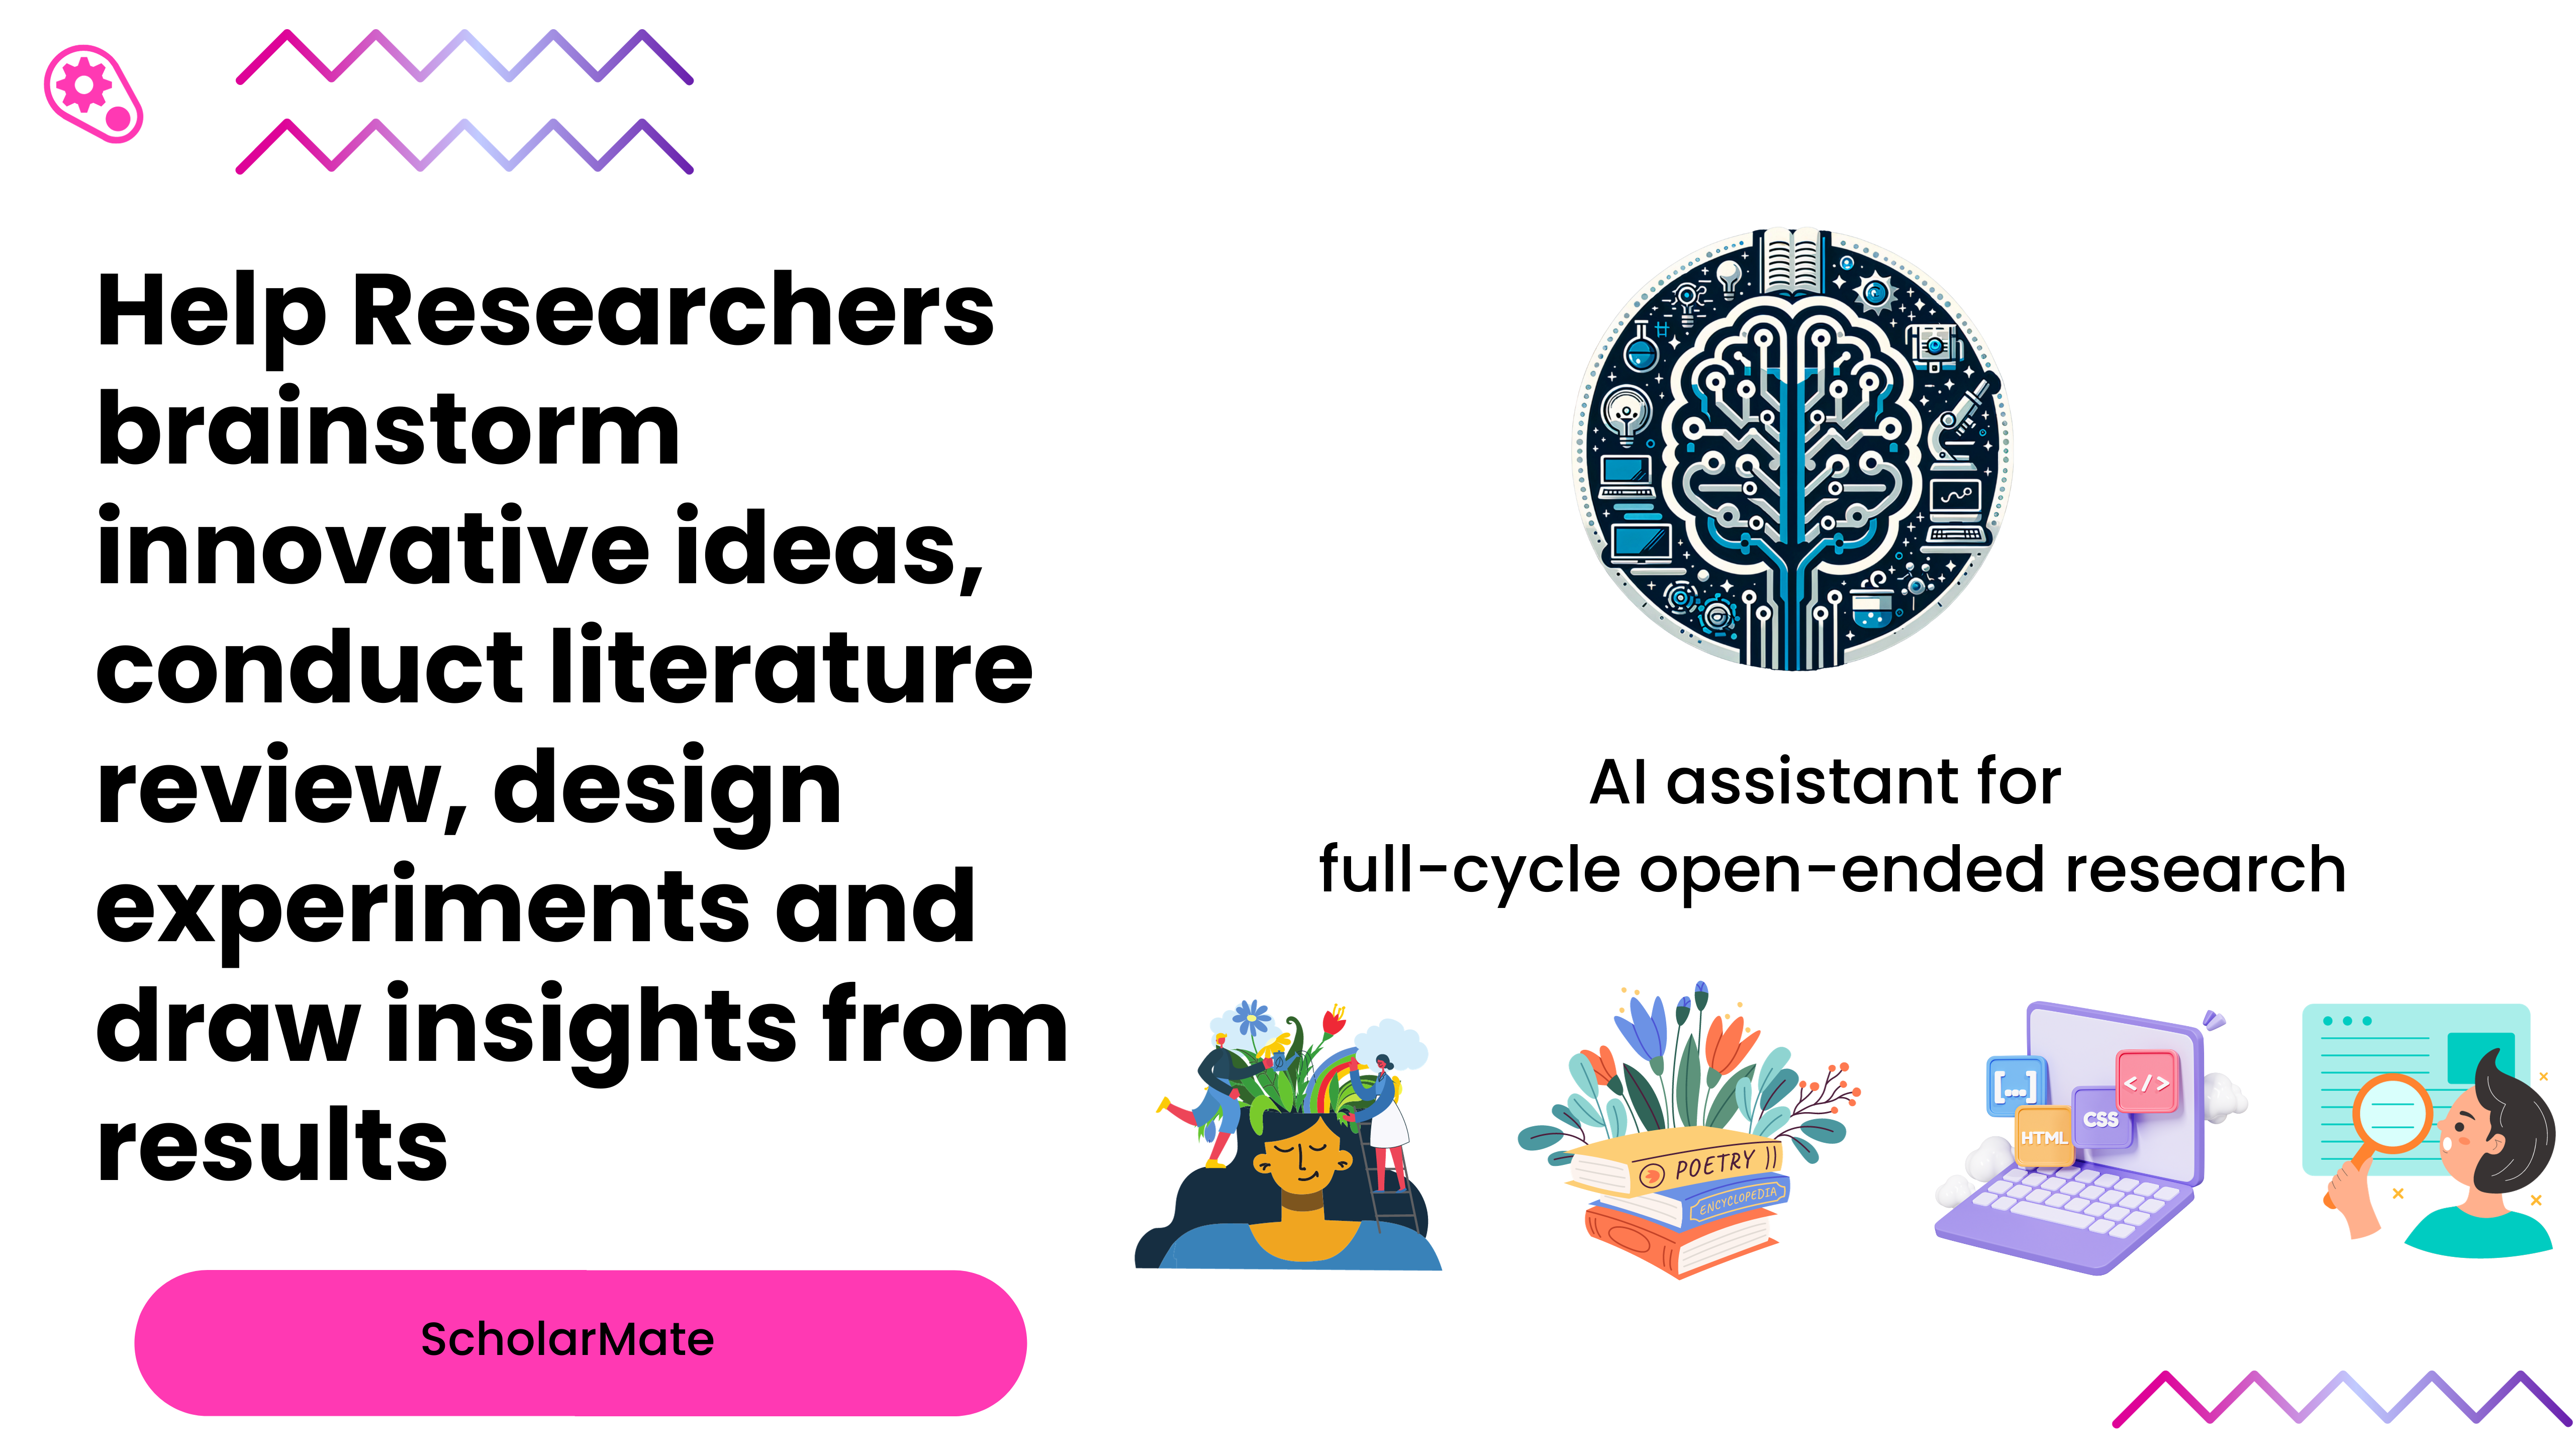 Help Researchers
brainstorm
innovative ideas,
conduct literature
review, design
experiments and
draw insights from
results
ScholarMate
AI assistant for
full-cycle open-ended research
POETRY II
ENCYCLOPEDIA
[...]
HTML
CSS
</>